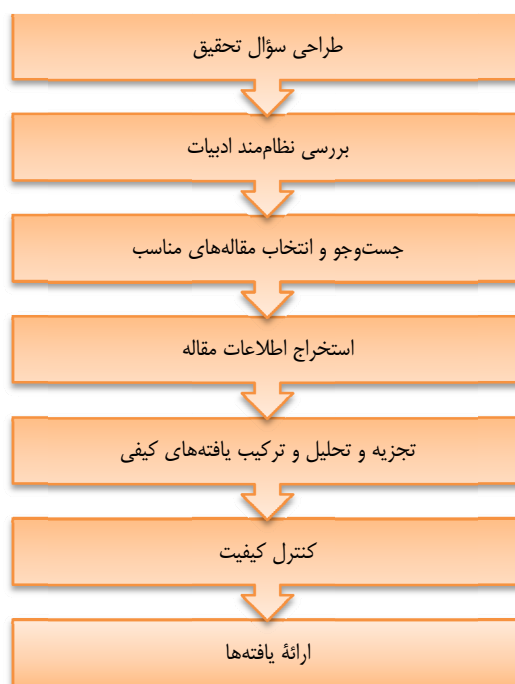 طراحی سؤال تحقیق
بررسی نظام‌مند ادبیات
جست‌وجو و انتخاب مقاله‌های مناسب
استخراج اطلاعات مقاله
تجزیه و تحلیل و ترکیب یافته‌های کیفی
کنترل کیفیت
ارائۀ یافته‌ها